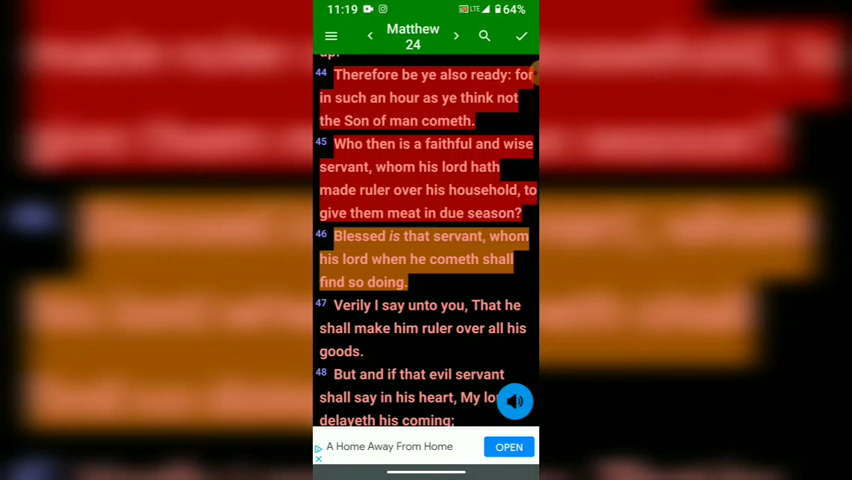 11:19 LTE 64%
Matthew
24
up.
44 Therefore be ye also ready: for
in such an hour as ye think not
the Son of man cometh.
45 Who then is a faithful and wise
servant, whom his lord hath
made ruler over his household, to
give them meat in due season?
46 Blessed is that servant, whom
his lord when he cometh shall
find so doing.
47 Verily I say unto you, That he
shall make him ruler over all his
goods.
48 But and if that evil servant
shall say in his heart, My lo
delayeth his coming;
A Home Away From Home OPEN